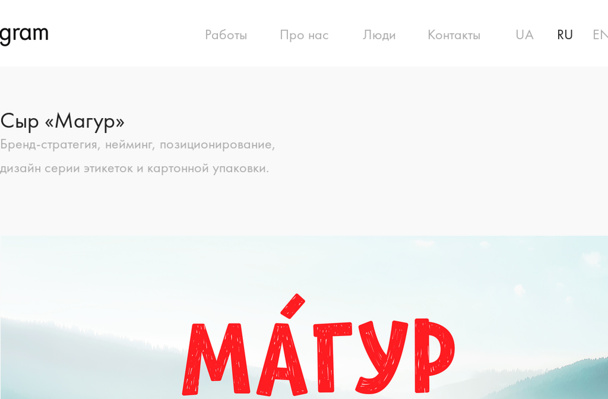 gram
Работы Про нас Люди Контакты UA RU EN
Сыр «Магур»
Бренд-стратегия, нейминг, позиционирование,
дизайн серии этикеток и картонной упаковки.
МÁГУР